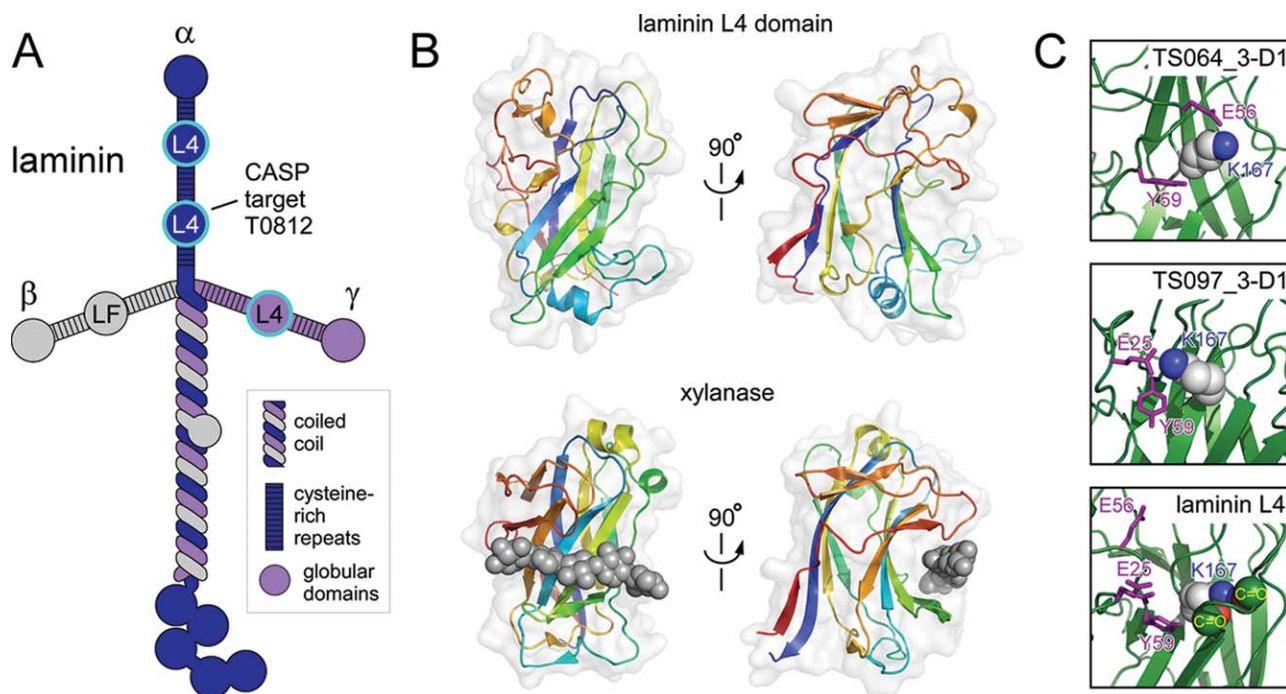 A
α
laminin
L4
L4
CASP
target
T0812
β
LF
L4
γ
coiled
coil
cysteine-
rich
repeats
globular
domains
B
laminin L4 domain
90°
xylanase
90°
C
TS064_3-D1
E56
K167
Y59
TS097_3-D1
K167
E25
Y59
laminin L4
E56
E25
K167
C=O
C=O
Y59